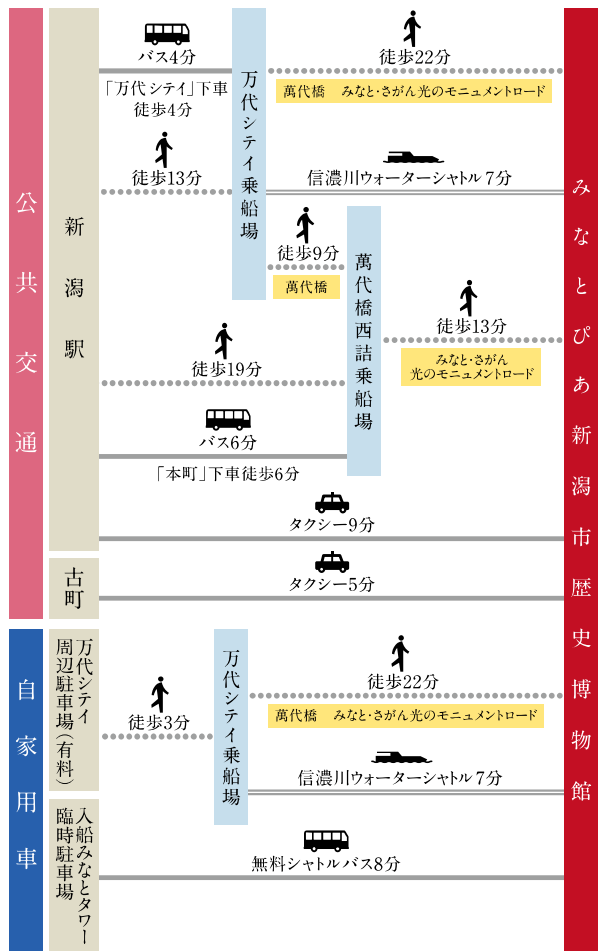 公共交通
新潟駅
バス4分
「万代シテイ」下車
徒歩4分
徒歩13分
万代シテイ乗船場
徒歩22分
萬代橋 みなと・さがん光のモニュメントロード
信濃川ウォーターシャトル7分
徒歩9分
萬代橋
萬代橋西詰乗船場
徒歩13分
みなと・さがん
光のモニュメントロード
徒歩19分
バス6分
「本町」下車徒歩6分
タクシー9分
古町
タクシー5分
自家用車
万代シテイ
周辺駐車場(有料)
徒歩3分
万代シテイ乗船場
徒歩22分
萬代橋 みなと・さがん光のモニュメントロード
信濃川ウォーターシャトル7分
入船みなとタワー
臨時駐車場
無料シャトルバス8分
みなとぴあ新潟市歴史博物館